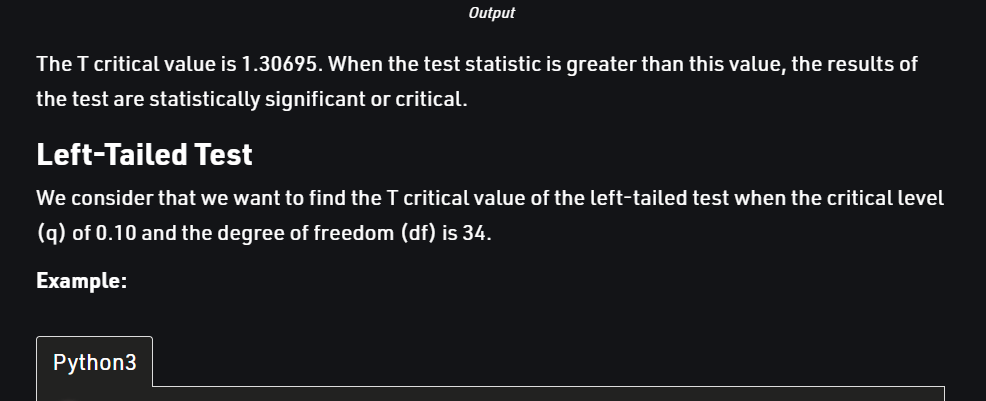 Output
The T critical value is 1.30695. When the test statistic is greater than this value, the results of
the test are statistically significant or critical.
Left-Tailed Test
We consider that we want to find the T critical value of the left-tailed test when the critical level
(q) of 0.10 and the degree of freedom (df) is 34.
Example:
Python3